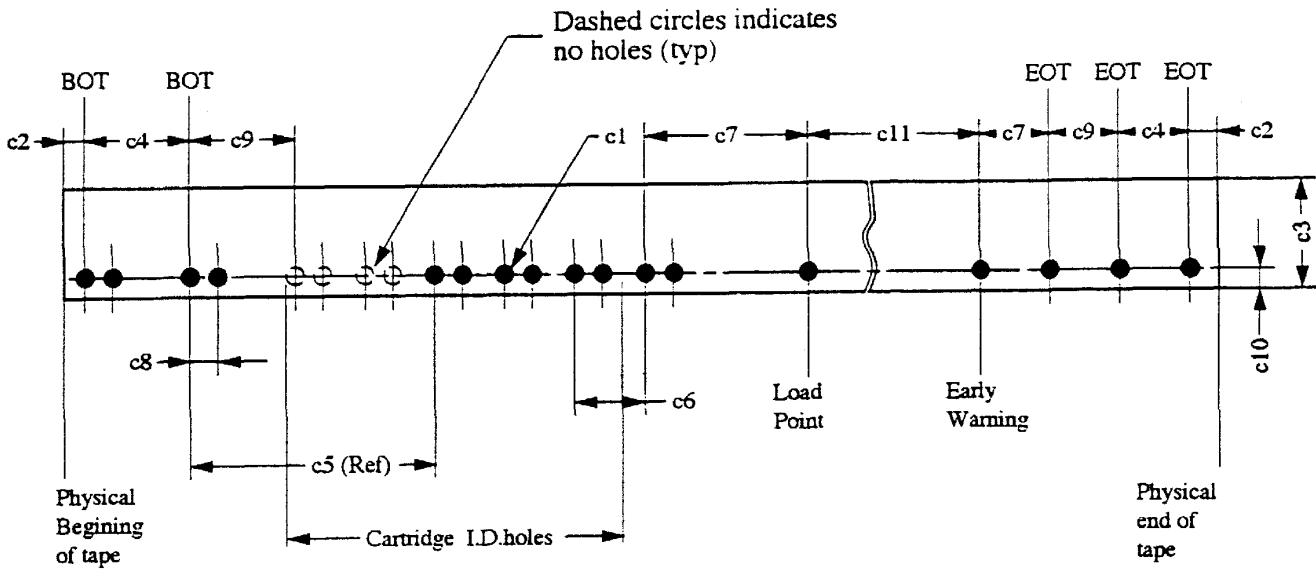 Dashed circles indicates
no holes (typ)
BOT
BOT
EOT
EOT
EOT
c2
c4
c9
c1
c7
c11
c7
c9
c4
c2
c3
c8
c10
c6
Load
Point
Early
Warning
c5 (Ref)
Physical
Begining
of tape
Cartridge I.D.holes
Physical
end of
tape